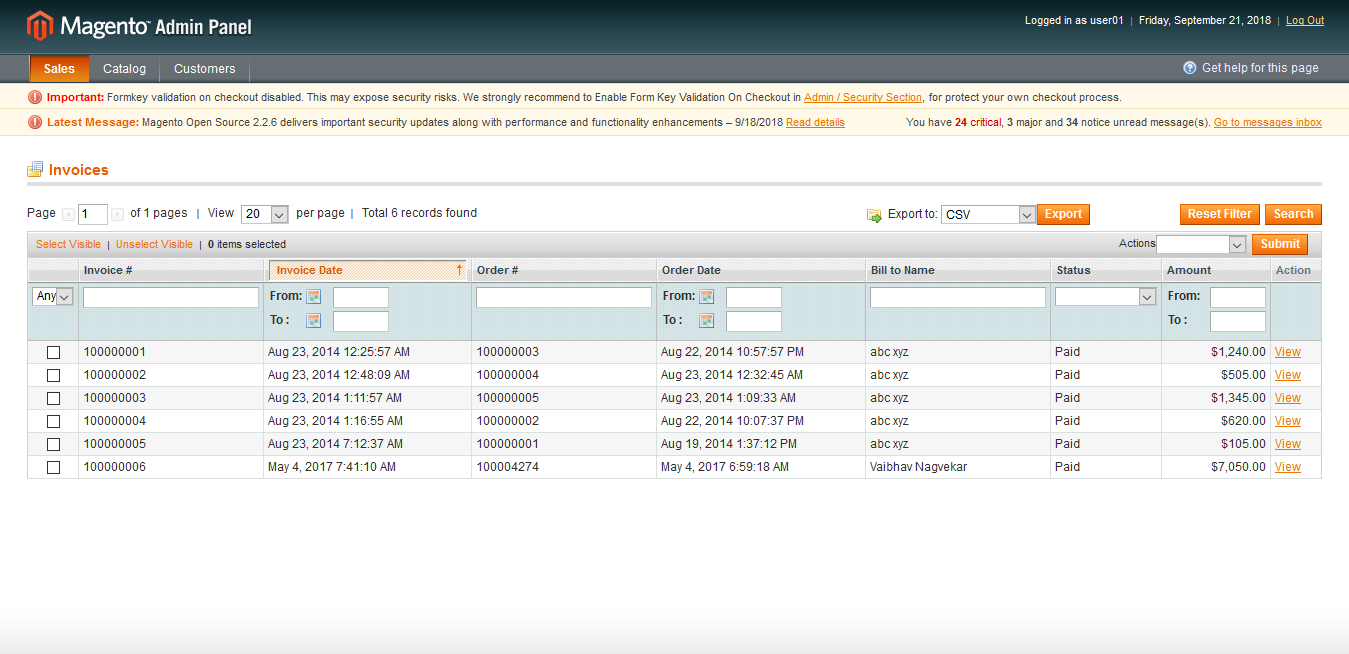 Magento™ Admin Panel
Logged in as user01 | Friday, September 21, 2018 | Log Out
Sales Catalog Customers Get help for this page
Important: Formkey validation on checkout disabled. This may expose security risks. We strongly recommend to Enable Form Key Validation On Checkout in Admin / Security Section, for protect your own checkout process.
Latest Message: Magento Open Source 2.2.6 delivers important security updates along with performance and functionality enhancements – 9/18/2018 Read details You have 24 critical, 3 major and 34 notice unread message(s). Go to messages inbox
Invoices
Page 1 of 1 pages | View 20 per page | Total 6 records found Export to: CSV Export Reset Filter Search
Select Visible | Unselect Visible | 0 items selected Actions Submit
Invoice # Invoice Date ↑ Order # Order Date Bill to Name Status Amount Action
Any From: From: From:
To : To : To :
100000001 Aug 23, 2014 12:25:57 AM 100000003 Aug 22, 2014 10:57:57 PM abc xyz Paid $1,240.00 View
100000002 Aug 23, 2014 12:48:09 AM 100000004 Aug 23, 2014 12:32:45 AM abc xyz Paid $505.00 View
100000003 Aug 23, 2014 1:11:57 AM 100000005 Aug 23, 2014 1:09:33 AM abc xyz Paid $1,345.00 View
100000004 Aug 23, 2014 1:16:55 AM 100000002 Aug 22, 2014 10:07:37 PM abc xyz Paid $620.00 View
100000005 Aug 23, 2014 7:12:37 AM 100000001 Aug 19, 2014 1:37:12 PM abc xyz Paid $105.00 View
100000006 May 4, 2017 7:41:10 AM 100004274 May 4, 2017 6:59:18 AM Vaibhav Nagvekar Paid $7,050.00 View